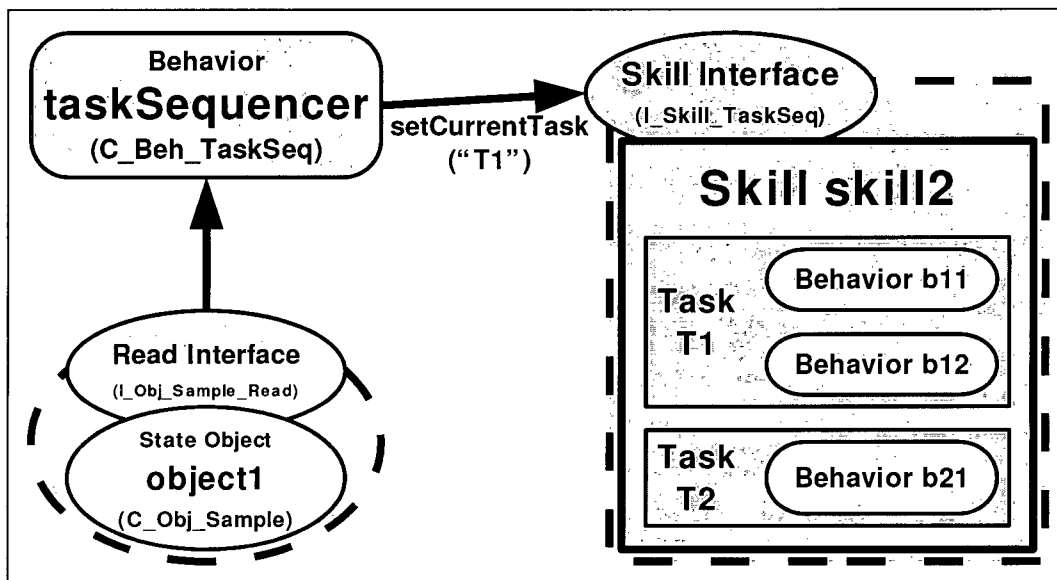 Behavior
taskSequencer
(C_Beh_TaskSeq)
setCurrentTask
(“T1”)
Skill Interface
(I_Skill_TaskSeq)
Skill skill2
Task
T1
Behavior b11
Behavior b12
Task
T2
Behavior b21
Read Interface
(I_Obj_Sample_Read)
State Object
object1
(C_Obj_Sample)